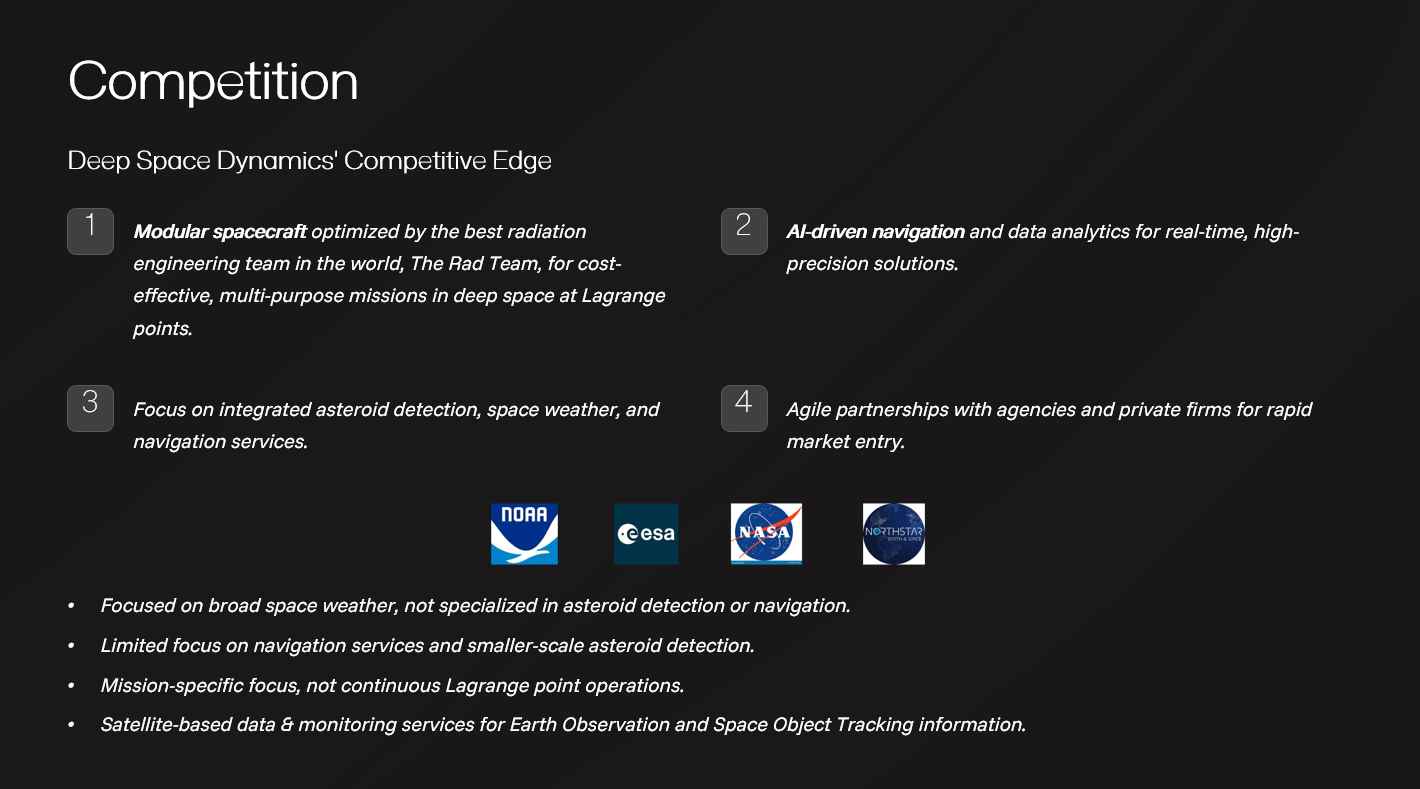 Competition
Deep Space Dynamics' Competitive Edge
1
Modular spacecraft optimized by the best radiation
engineering team in the world, The Rad Team, for cost-
effective, multi-purpose missions in deep space at Lagrange
points.
2
AI-driven navigation and data analytics for real-time, high-
precision solutions.
3
Focus on integrated asteroid detection, space weather, and
navigation services.
4
Agile partnerships with agencies and private firms for rapid
market entry.
NOAA
esa
NASA
NORTHSTAR
EARTH & SPACE
• Focused on broad space weather, not specialized in asteroid detection or navigation.
• Limited focus on navigation services and smaller-scale asteroid detection.
• Mission-specific focus, not continuous Lagrange point operations.
• Satellite-based data & monitoring services for Earth Observation and Space Object Tracking information.